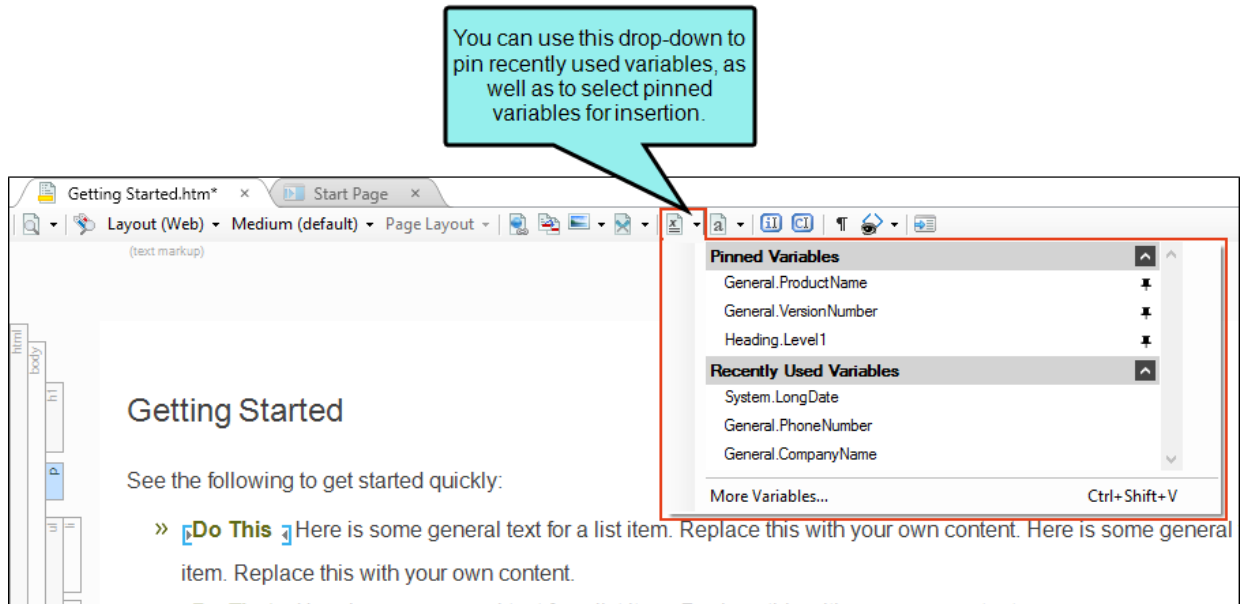 You can use this drop-down to
pin recently used variables, as
well as to select pinned
variables for insertion.
Getting Started.htm* × Start Page ×
Layout (Web) Medium (default) Page Layout
(text markup)
Pinned Variables
General.ProductName
General.VersionNumber
Heading.Level1
Recently Used Variables
System.LongDate
General.PhoneNumber
General.CompanyName
More Variables... Ctrl+Shift+V
html
body
h1
p
li
Getting Started
See the following to get started quickly:
» Do This Here is some general text for a list item. Replace this with your own content. Here is some general
item. Replace this with your own content.